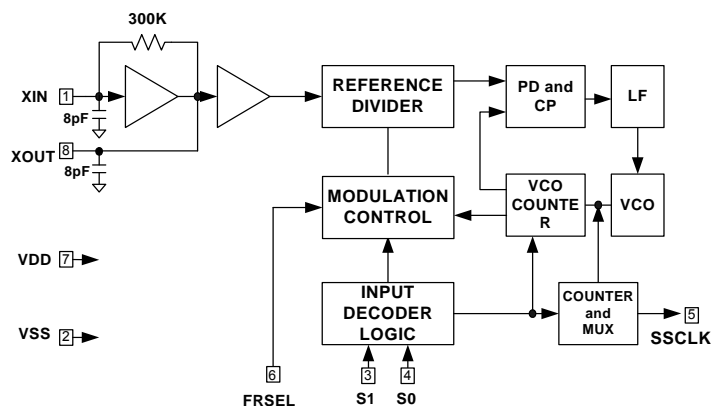 300K
XIN 1
8pF
XOUT 8
8pF
REFERENCE
DIVIDER
PD and
CP
LF
MODULATION
CONTROL
VCO
COUNTE
R
VCO
VDD 7
VSS 2
INPUT
DECODER
LOGIC
COUNTER
and
MUX
5
SSCLK
6
FRSEL
3
S1
4
S0